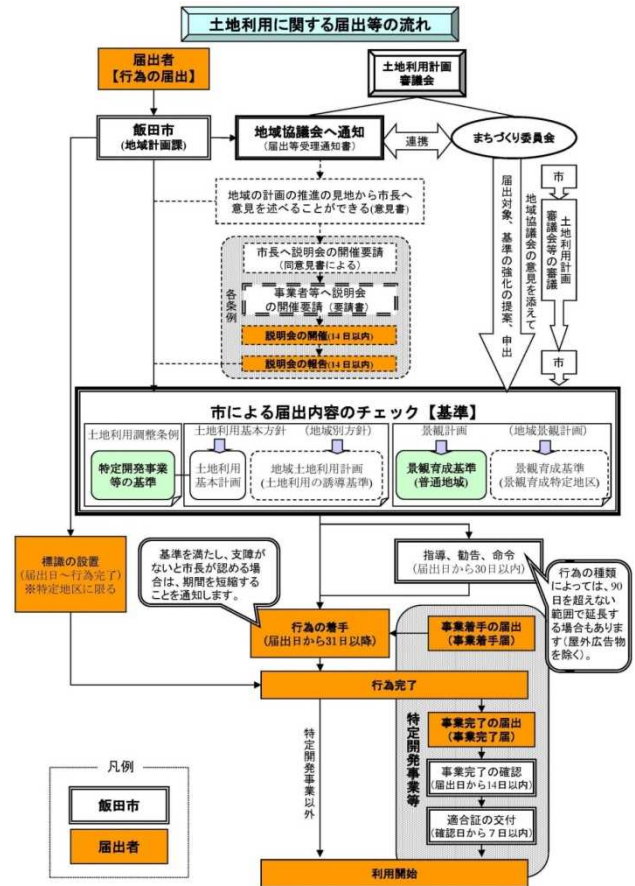 土地利用に関する届出等の流れ
届出者
【行為の届出】
土地利用計画
審議会
飯田市
(地域計画課)
地域協議会へ通知
(届出等受理通知書)
連携
まちづくり委員会
地域の計画の推進の見地から市長へ
意見を述べることができる(意見書)
各条例
市長へ説明会の開催要請
(同意見書による)
事業者等へ説明会
の開催要請(要請書)
説明会の開催(14日以内)
説明会の報告(14日以内)
届出対象、基準の強化の提案、申出
地域協議会の意見を添えて
市
土地利用計画
審議会等の審議
市
市による届出内容のチェック【基準】
土地利用調整条例
特定開発事業
等の基準
土地利用基本方針
土地利用
基本計画
(地域別方針)
地域土地利用計画
(土地利用の誘導基準)
景観計画
景観育成基準
(普通地域)
(地域景観計画)
景観育成基準
(景観育成特定地区)
標識の設置
(届出日~行為完了)
※特定地区に限る
基準を満たし、支障が
ないと市長が認める場
合は、期間を短縮する
ことを通知します。
指導、勧告、命令
(届出日から30日以内)
行為の種類
によっては、90
日を超えない
範囲で延長す
る場合もありま
す(屋外広告物
を除く)。
行為の着手
(届出日から31日以降)
事業着手の届出
(事業着手届)
行為完了
特定開発事業以外
特定開発事業等
事業完了の届出
(事業完了届)
事業完了の確認
(届出日から14日以内)
適合証の交付
(確認日から7日以内)
利用開始
凡例
飯田市
届出者